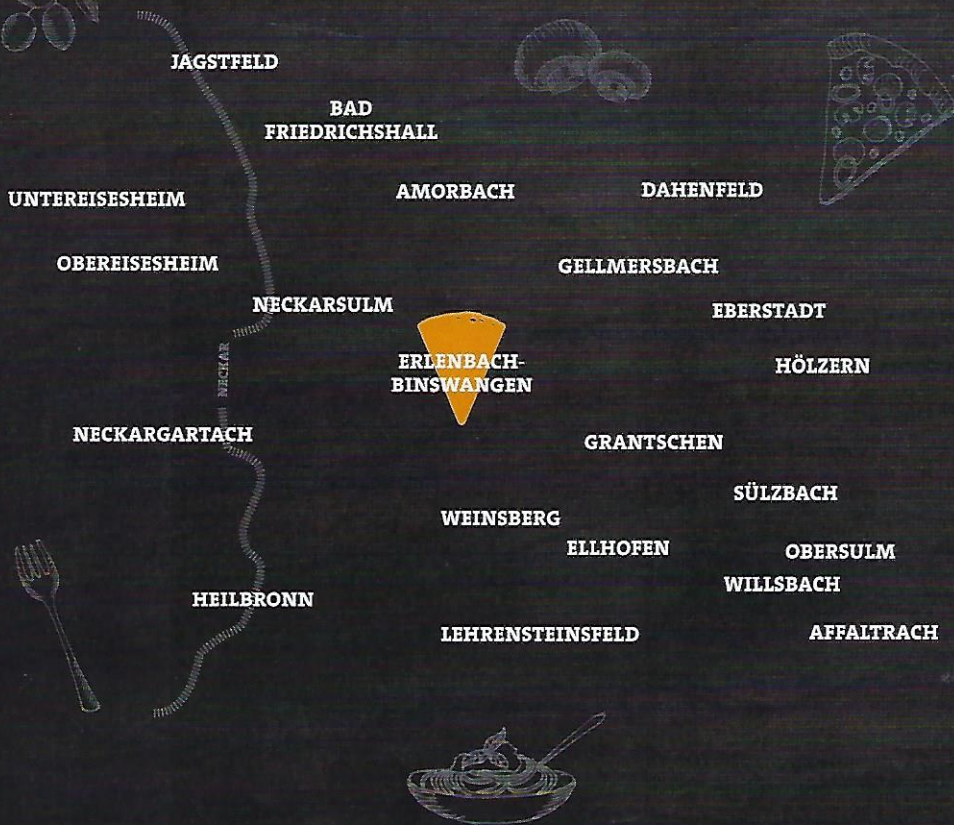 JAGSTFELD
BAD
FRIEDRICHSHALL
UNTEREISESHEIM
AMORBACH
DAHENFELD
OBEREISESHEIM
GELLMERSBACH
NECKARSULM
EBERSTADT
NECKAR
ERLENBACH-
BINSWANGEN
HÖLZERN
NECKARGARTACH
GRANTSCHEN
SÜLZBACH
WEINSBERG
ELLHOFEN
OBERSULM
WILLSBACH
HEILBRONN
LEHRENSTEINSFELD
AFFALTRACH